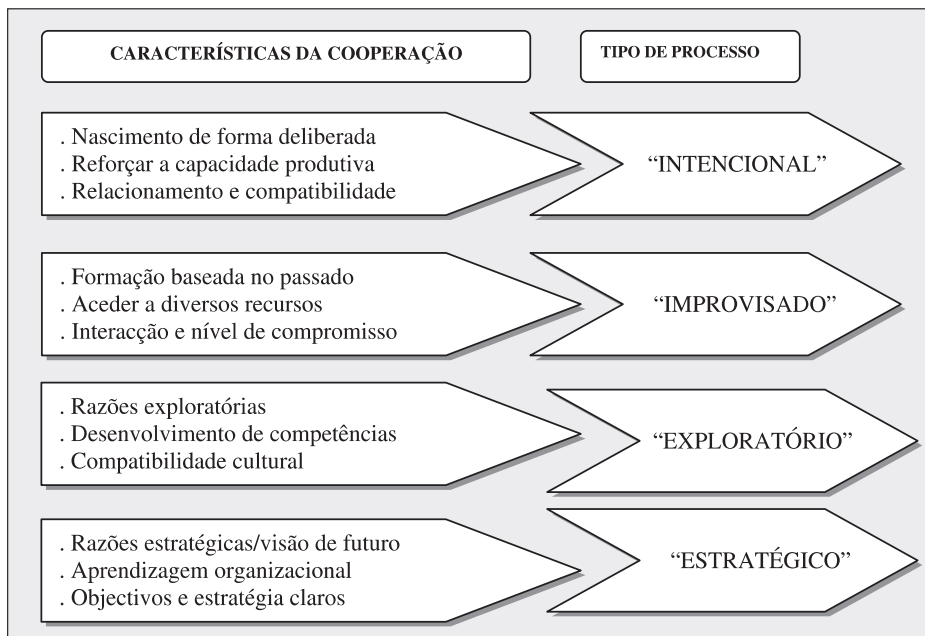 CARACTERÍSTICAS DA COOPERAÇÃO
TIPO DE PROCESSO
. Nascimento de forma deliberada
. Reforçar a capacidade produtiva
. Relacionamento e compatibilidade
“INTENCIONAL”
. Formação baseada no passado
. Aceder a diversos recursos
. Interacção e nível de compromisso
“IMPROVISADO”
. Razões exploratórias
. Desenvolvimento de competências
. Compatibilidade cultural
“EXPLORATÓRIO”
. Razões estratégicas/visão de futuro
. Aprendizagem organizacional
. Objectivos e estratégia claros
“ESTRATÉGICO”